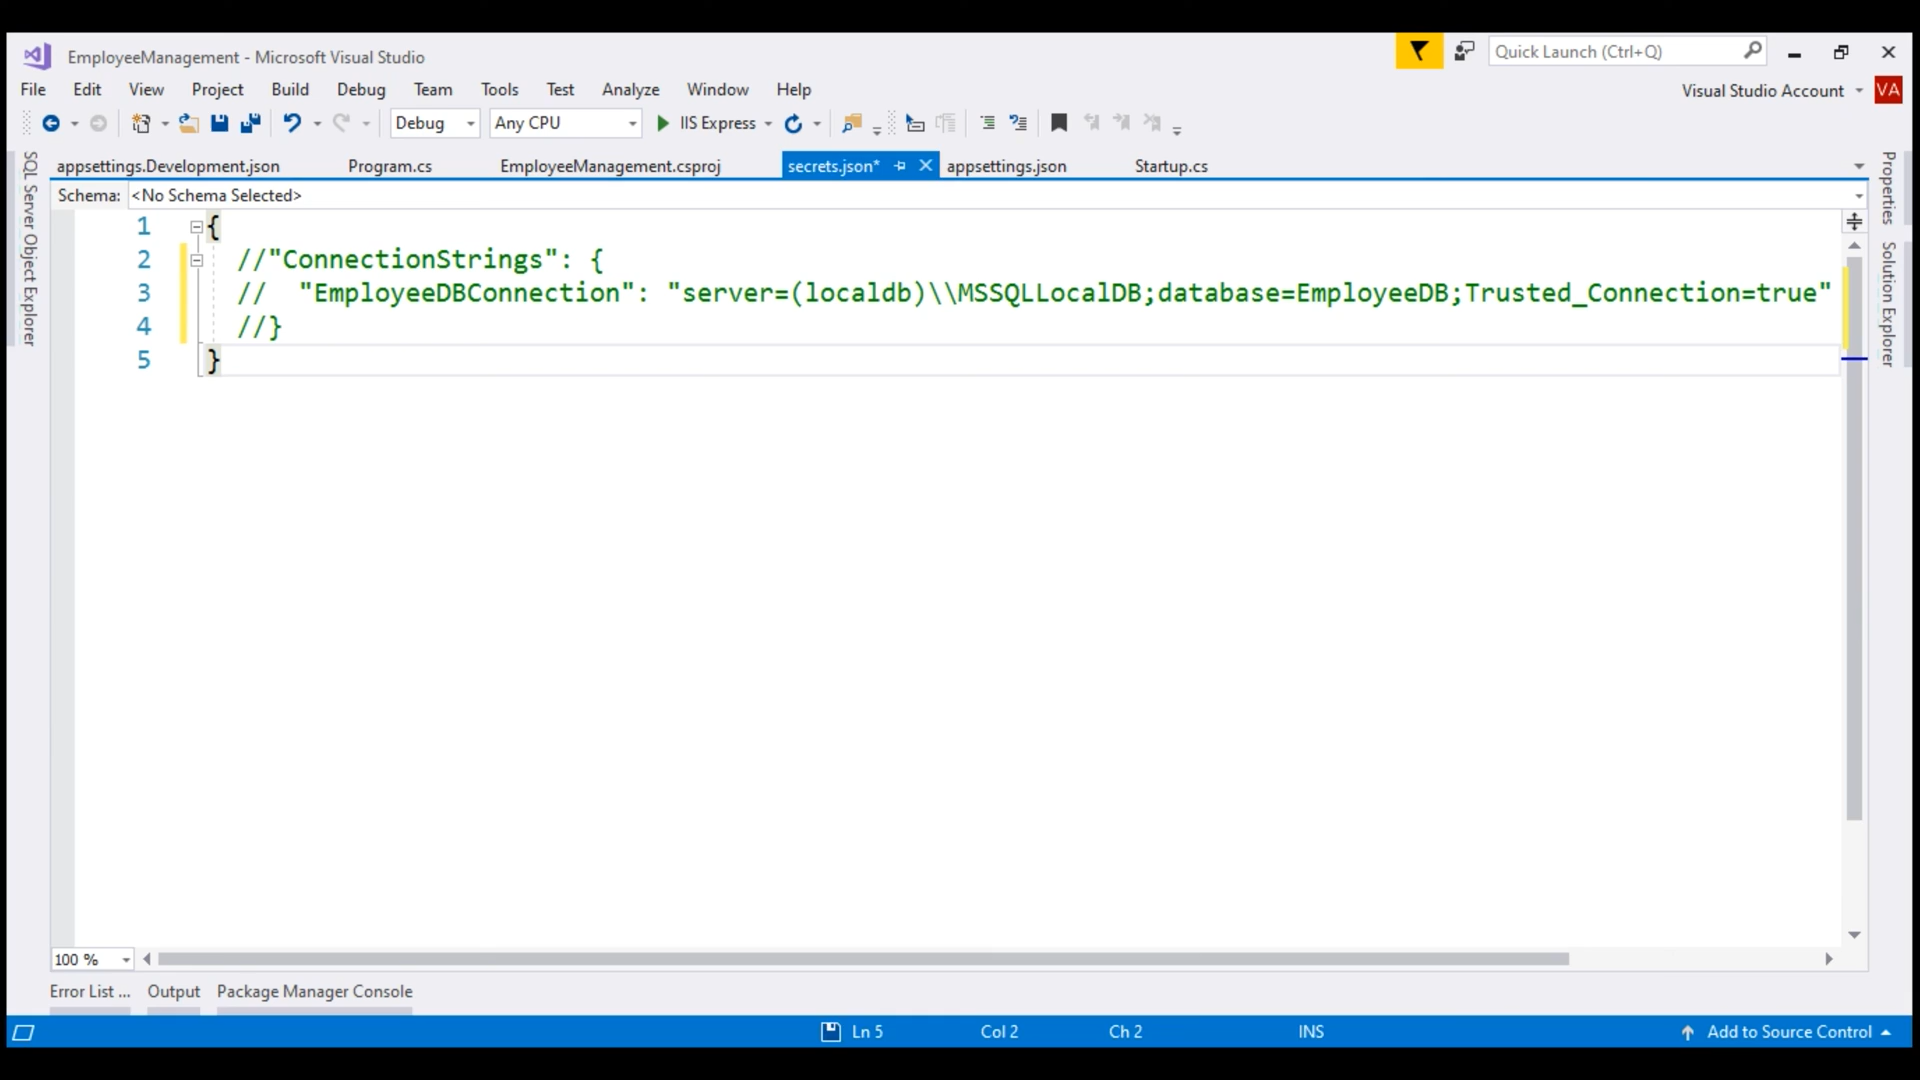 EmployeeManagement - Microsoft Visual Studio
Quick Launch (Ctrl+Q)
File Edit View Project Build Debug Team Tools Test Analyze Window Help
Visual Studio Account VA
Debug Any CPU IIS Express
appsettings.Development.json Program.cs EmployeeManagement.csproj secrets.json* appsettings.json Startup.cs
Schema: <No Schema Selected>
SQL Server Object Explorer
Properties
Solution Explorer
1 {
2 //"ConnectionStrings": {
3 //  "EmployeeDBConnection": "server=(localdb)\\MSSQLLocalDB;database=EmployeeDB;Trusted_Connection=true"
4 //}
5 }
100 %
Error List ... Output Package Manager Console
Ln 5 Col 2 Ch 2 INS Add to Source Control